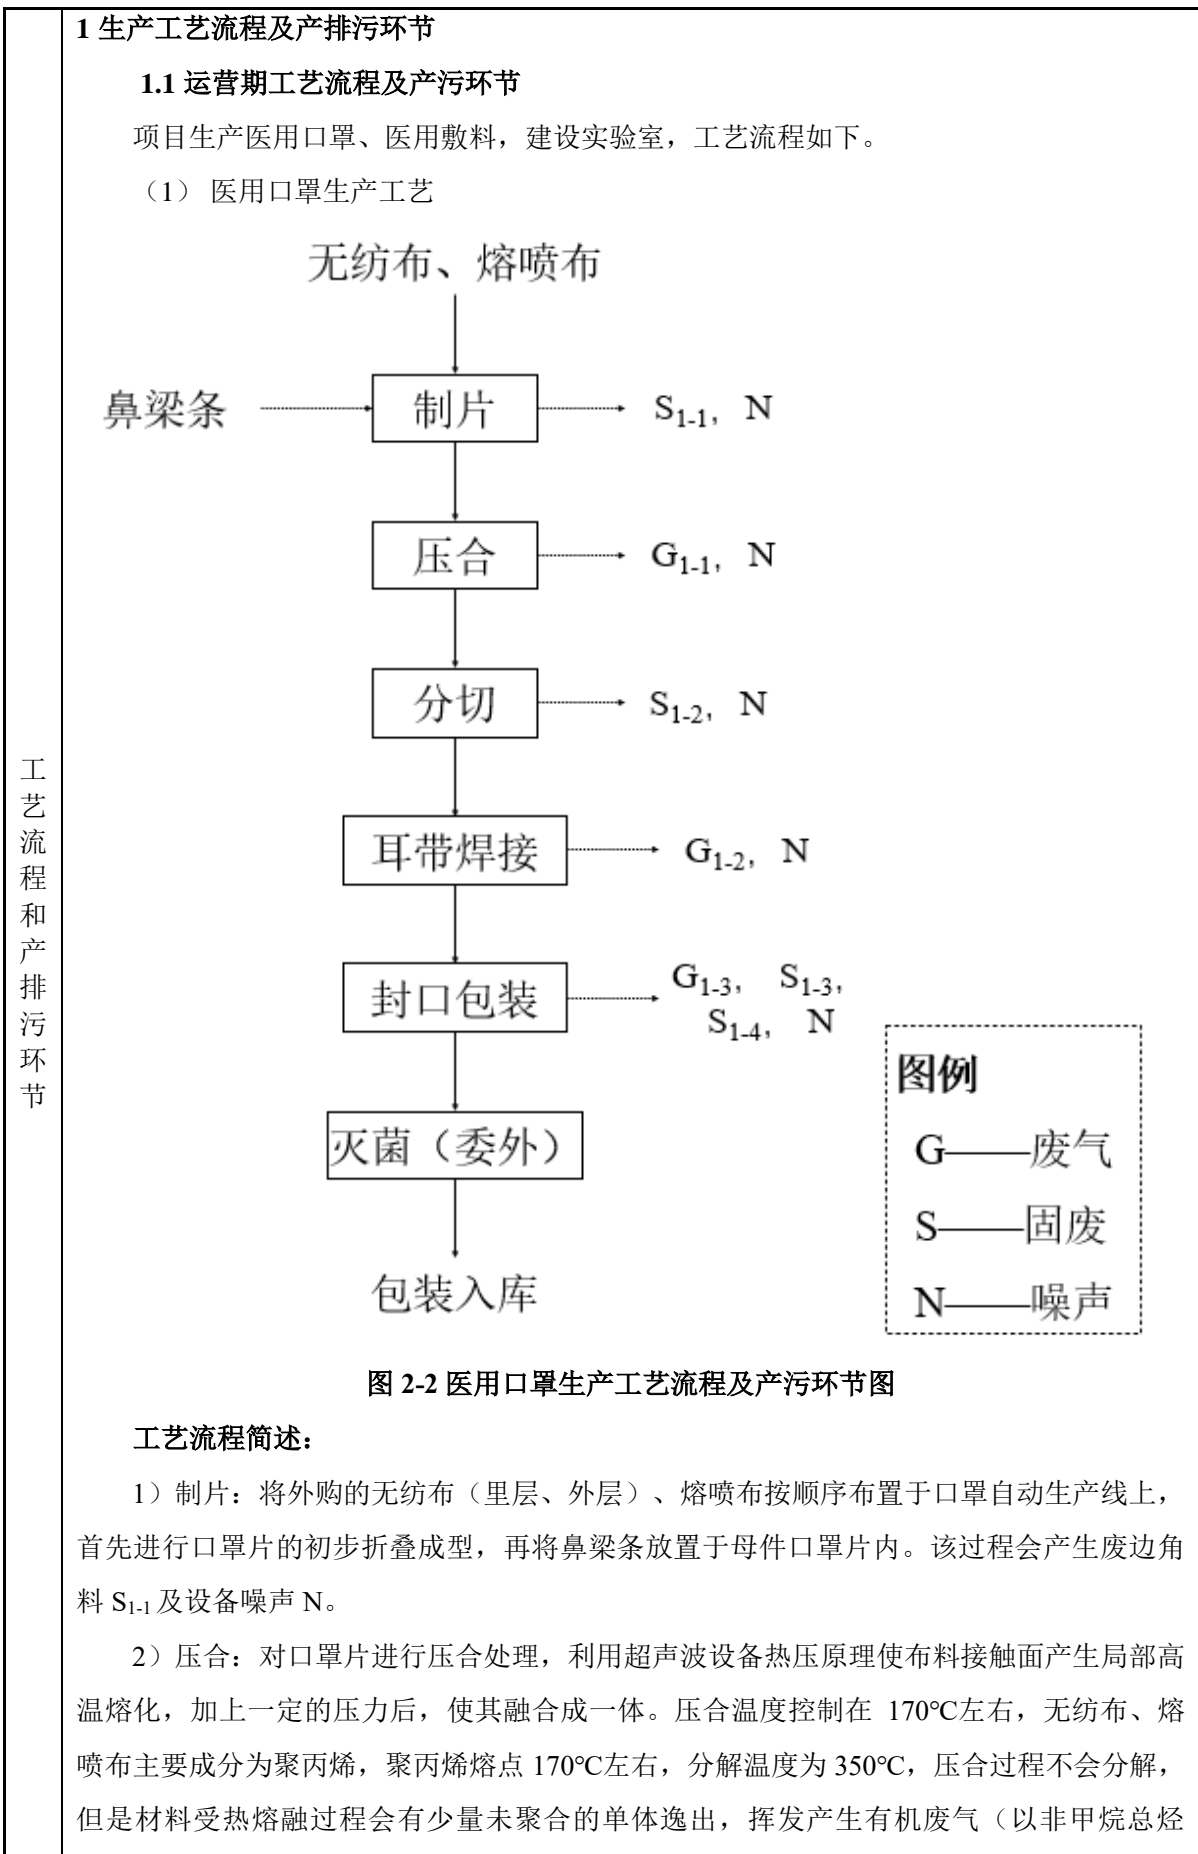 1 生产工艺流程及产排污环节
1.1 运营期工艺流程及产污环节
项目生产医用口罩、医用敷料，建设实验室，工艺流程如下。
（1） 医用口罩生产工艺
无纺布、熔喷布
鼻梁条
制片
S1-1, N
压合
G1-1, N
分切
S1-2, N
耳带焊接
G1-2, N
封口包装
G1-3, S1-3,
S1-4, N
灭菌（委外）
包装入库
图例
G——废气
S——固废
N——噪声
图 2-2 医用口罩生产工艺流程及产污环节图
工艺流程简述：
1）制片：将外购的无纺布（里层、外层）、熔喷布按顺序布置于口罩自动生产线上，
首先进行口罩片的初步折叠成型，再将鼻梁条放置于母件口罩片内。该过程会产生废边角
料 S1-1 及设备噪声 N。
2）压合：对口罩片进行压合处理，利用超声波设备热压原理使布料接触面产生局部高
温熔化，加上一定的压力后，使其融合成一体。压合温度控制在 170℃左右，无纺布、熔
喷布主要成分为聚丙烯，聚丙烯熔点 170℃左右，分解温度为 350℃，压合过程不会分解，
但是材料受热熔融过程会有少量未聚合的单体逸出，挥发产生有机废气（以非甲烷总烃
工艺流程和产排污环节